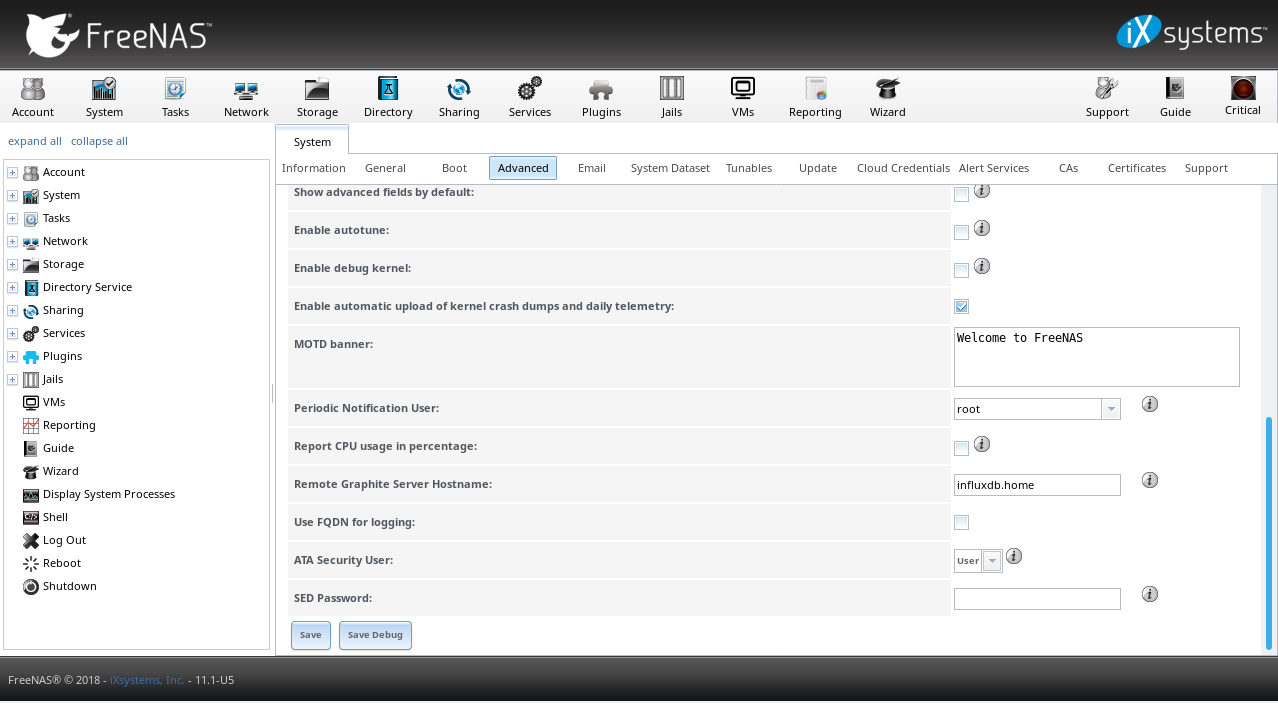 FreeNAS™
iXsystems™
Account System Tasks Network Storage Directory Sharing Services Plugins Jails VMs Reporting Wizard Support Guide Critical
expand all collapse all
System
Information General Boot Advanced Email System Dataset Tunables Update Cloud Credentials Alert Services CAs Certificates Support
Account
System
Tasks
Network
Storage
Directory Service
Sharing
Services
Plugins
Jails
VMs
Reporting
Guide
Wizard
Display System Processes
Shell
Log Out
Reboot
Shutdown
Show advanced fields by default:
Enable autotune:
Enable debug kernel:
Enable automatic upload of kernel crash dumps and daily telemetry:
MOTD banner: Welcome to FreeNAS
Periodic Notification User: root
Report CPU usage in percentage:
Remote Graphite Server Hostname: influxdb.home
Use FQDN for logging:
ATA Security User: User
SED Password:
Save Save Debug
FreeNAS® © 2018 - iXsystems, Inc. - 11.1-U5